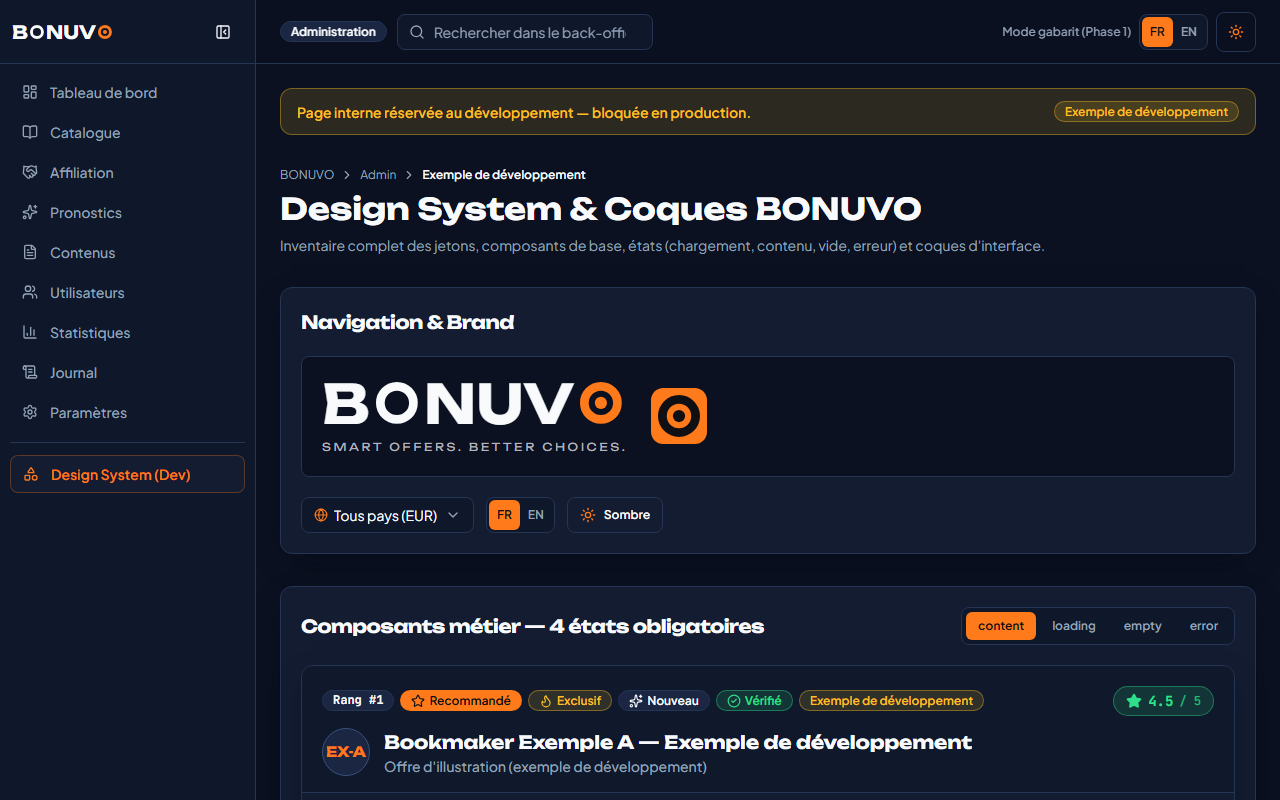 BONUVO
Administration
Rechercher dans le back-offi
Mode gabarit (Phase 1)
FR
EN
Tableau de bord
Catalogue
Affiliation
Pronostics
Contenus
Utilisateurs
Statistiques
Journal
Paramètres
Design System (Dev)
Page interne réservée au développement — bloquée en production.
Exemple de développement
BONUVO > Admin > Exemple de développement
Design System & Coques BONUVO
Inventaire complet des jetons, composants de base, états (chargement, contenu, vide, erreur) et coques d'interface.
Navigation & Brand
BONUVO
SMART OFFERS. BETTER CHOICES.
Tous pays (EUR)
FR
EN
Sombre
Composants métier — 4 états obligatoires
content
loading
empty
error
Rang #1
Recommandé
Exclusif
Nouveau
Vérifié
Exemple de développement
4.5 / 5
EX-A
Bookmaker Exemple A — Exemple de développement
Offre d'illustration (exemple de développement)